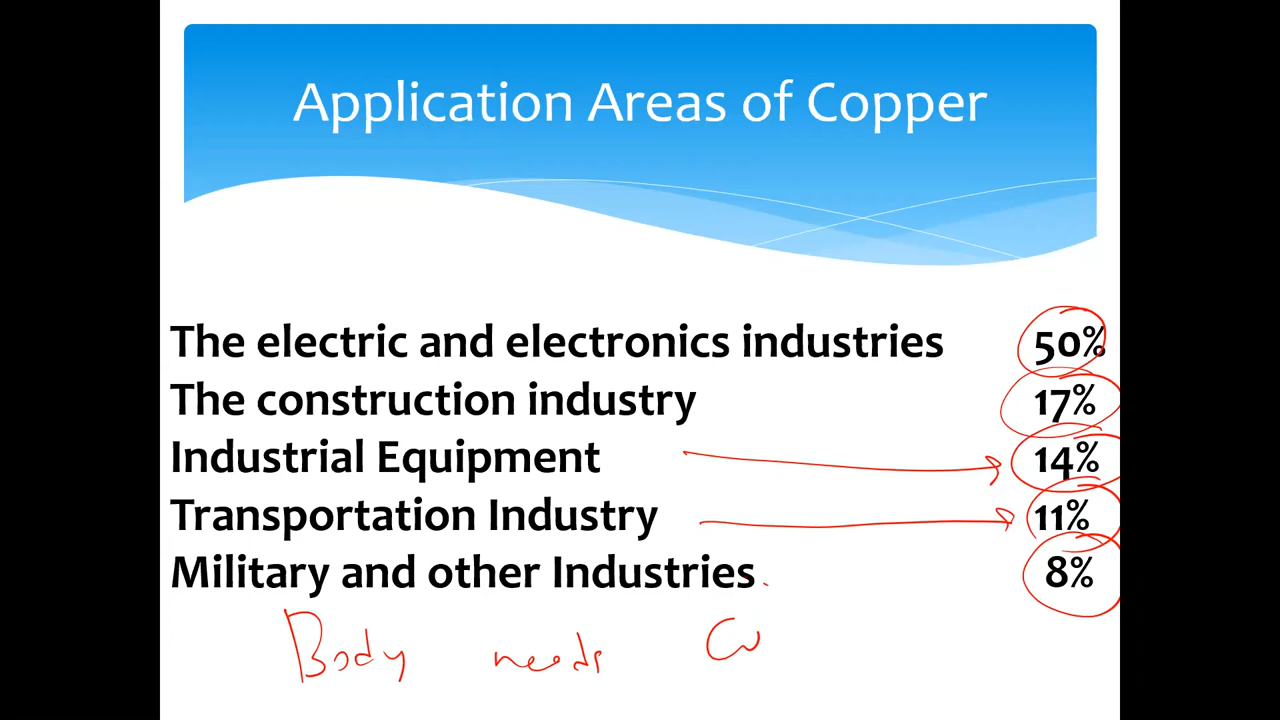 Application Areas of Copper
The electric and electronics industries 50%
The construction industry 17%
Industrial Equipment 14%
Transportation Industry 11%
Military and other Industries 8%
Body needs Cu